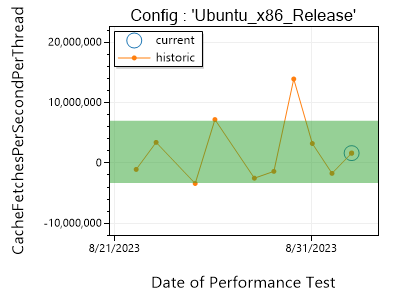 Config : 'Ubuntu_x86_Release'
CacheFetchesPerSecondPerThread
20,000,000
10,000,000
0
-10,000,000
current
historic
8/21/2023
8/31/2023
Date of Performance Test